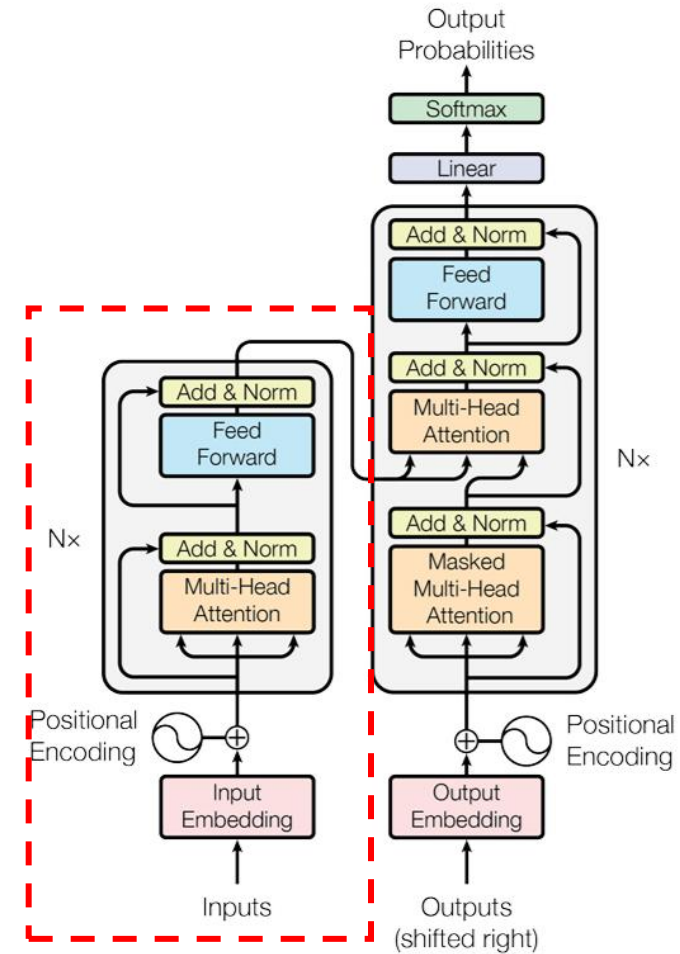 Output
Probabilities
Softmax
Linear
Add & Norm
Feed
Forward
Add & Norm
Multi-Head
Attention
Add & Norm
Feed
Forward
N×
Add & Norm
Masked
Multi-Head
Attention
N×
Add & Norm
Multi-Head
Attention
Positional
Encoding
Positional
Encoding
Input
Embedding
Output
Embedding
Inputs
Outputs
(shifted right)